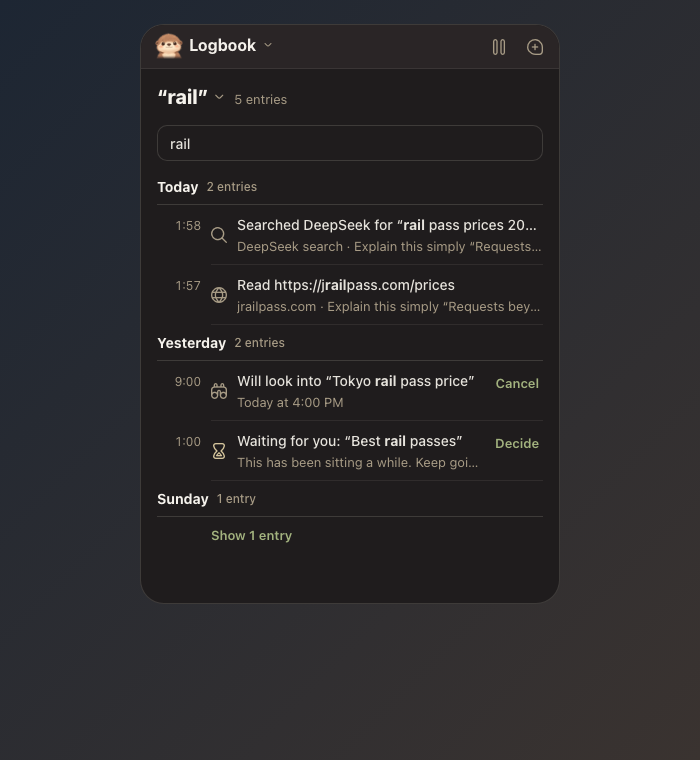 Logbook
“rail” 5 entries
rail
Today 2 entries
1:58 Searched DeepSeek for “rail pass prices 20…
DeepSeek search · Explain this simply “Requests…
1:57 Read https://jrailpass.com/prices
jrailpass.com · Explain this simply “Requests bey…
Yesterday 2 entries
9:00 Will look into “Tokyo rail pass price” Cancel
Today at 4:00 PM
1:00 Waiting for you: “Best rail passes” Decide
This has been sitting a while. Keep goi…
Sunday 1 entry
Show 1 entry